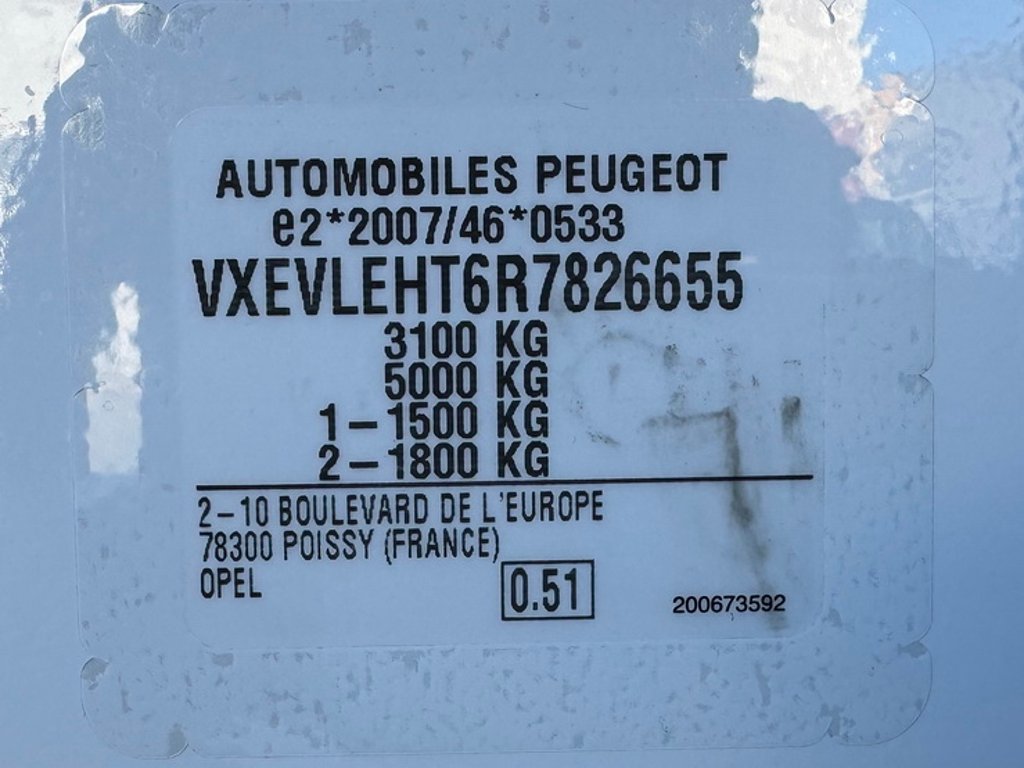 AUTOMOBILES PEUGEOT
e2*2007/46*0533
VXEVLEHT6R7826655
3100 KG
5000 KG
1-1500 KG
2-1800 KG
2-10 BOULEVARD DE L'EUROPE
78300 POISSY (FRANCE)
OPEL
0.51
200673592